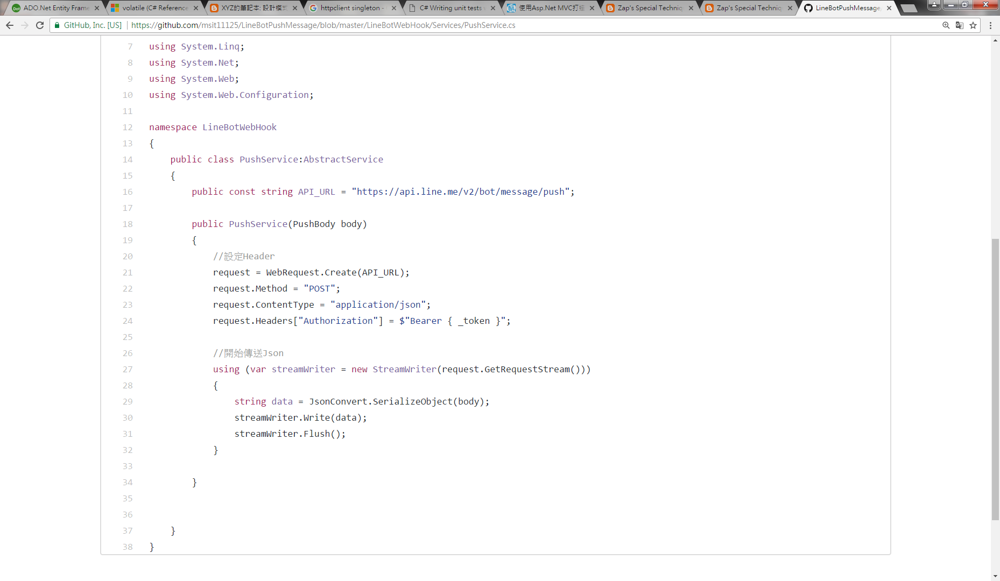 ADO.Net Entity Frame
volatile (C# Reference
XYZ的筆記本: 設計模式
httpclient singleton -
C# Writing unit tests
使用Asp.Net MVC打造
Zap's Special Techniq
Zap's Special Techniq
LineBotPushMessage
GitHub, Inc. [US] | https://github.com/msit11125/LineBotPushMessage/blob/master/LineBotWebHook/Services/PushService.cs
7 using System.Linq;
8 using System.Net;
9 using System.Web;
10 using System.Web.Configuration;
11
12 namespace LineBotWebHook
13 {
14 public class PushService:AbstractService
15 {
16 public const string API_URL = "https://api.line.me/v2/bot/message/push";
17
18 public PushService(PushBody body)
19 {
20 //設定Header
21 request = WebRequest.Create(API_URL);
22 request.Method = "POST";
23 request.ContentType = "application/json";
24 request.Headers["Authorization"] = $"Bearer { _token }";
25
26 //開始傳送Json
27 using (var streamWriter = new StreamWriter(request.GetRequestStream()))
28 {
29 string data = JsonConvert.SerializeObject(body);
30 streamWriter.Write(data);
31 streamWriter.Flush();
32 }
33
34 }
35
36
37 }
38 }